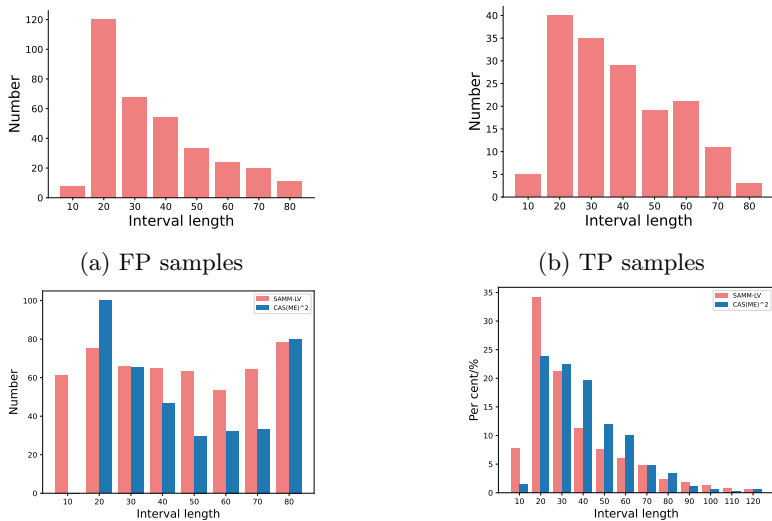 120
100
80
60
40
20
0
Number
10 20 30 40 50 60 70 80
Interval length
(a) FP samples
40
35
30
25
20
15
10
5
0
Number
10 20 30 40 50 60 70 80
Interval length
(b) TP samples
100
80
60
40
20
0
Number
SAMM-LV
CAS(ME)^2
10 20 30 40 50 60 70 80
Interval length
35
30
25
20
15
10
5
0
Per cent/%
SAMM-LV
CAS(ME)^2
10 20 30 40 50 60 70 80 90 100 110 120
Interval length